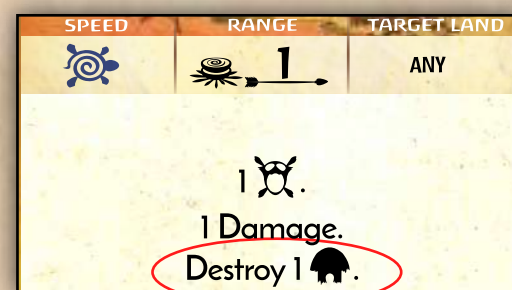 SPEED RANGE TARGET LAND
1 ANY
1 .
1 Damage.
Destroy 1 .